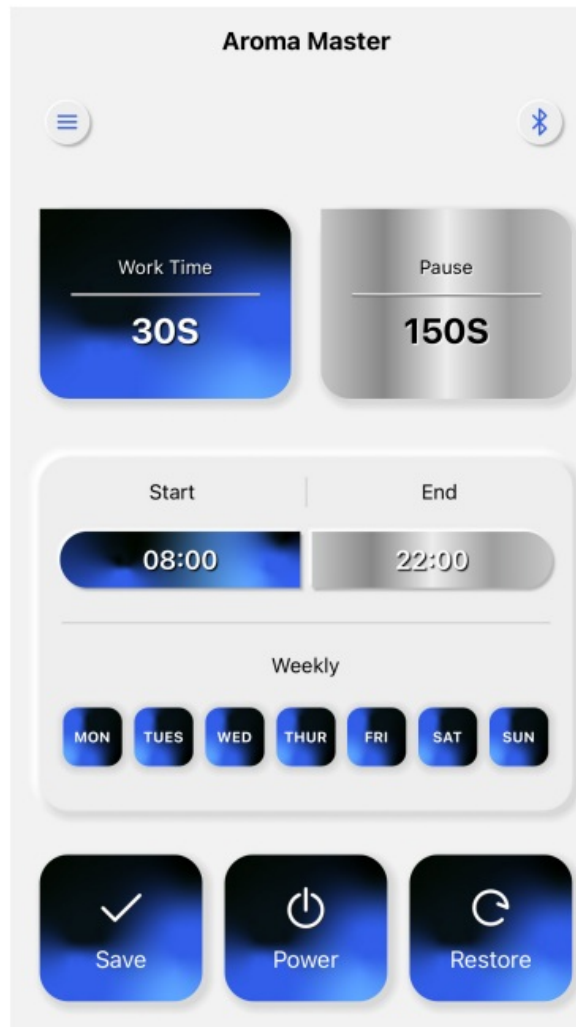 Aroma Master
Work Time
30S
Pause
150S
Start
End
08:00
22:00
Weekly
MON TUES WED THUR FRI SAT SUN
Save
Power
Restore